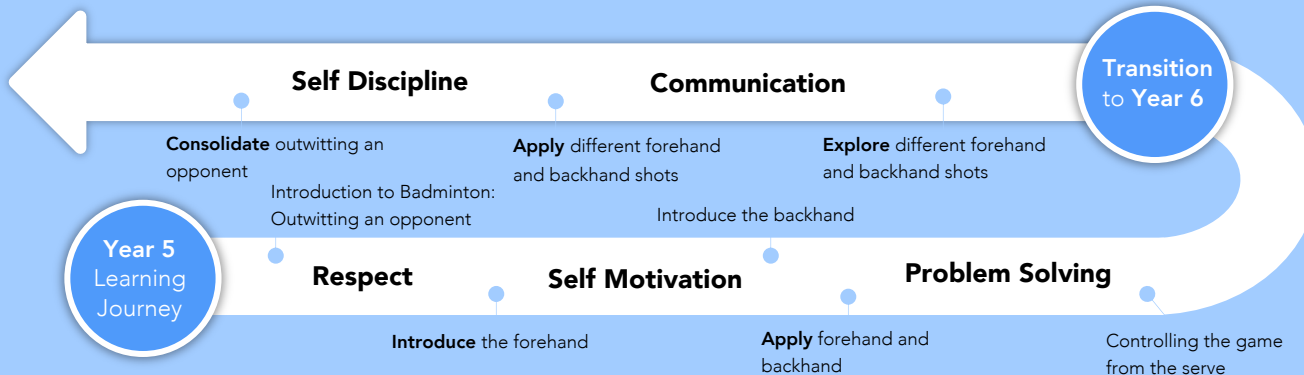 Self Discipline
Communication
Transition
to Year 6
Consolidate outwitting an
opponent
Apply different forehand
and backhand shots
Explore different forehand
and backhand shots
Introduction to Badminton:
Outwitting an opponent
Introduce the backhand
Year 5
Learning
Journey
Respect
Self Motivation
Problem Solving
Introduce the forehand
Apply forehand and
backhand
Controlling the game
from the serve